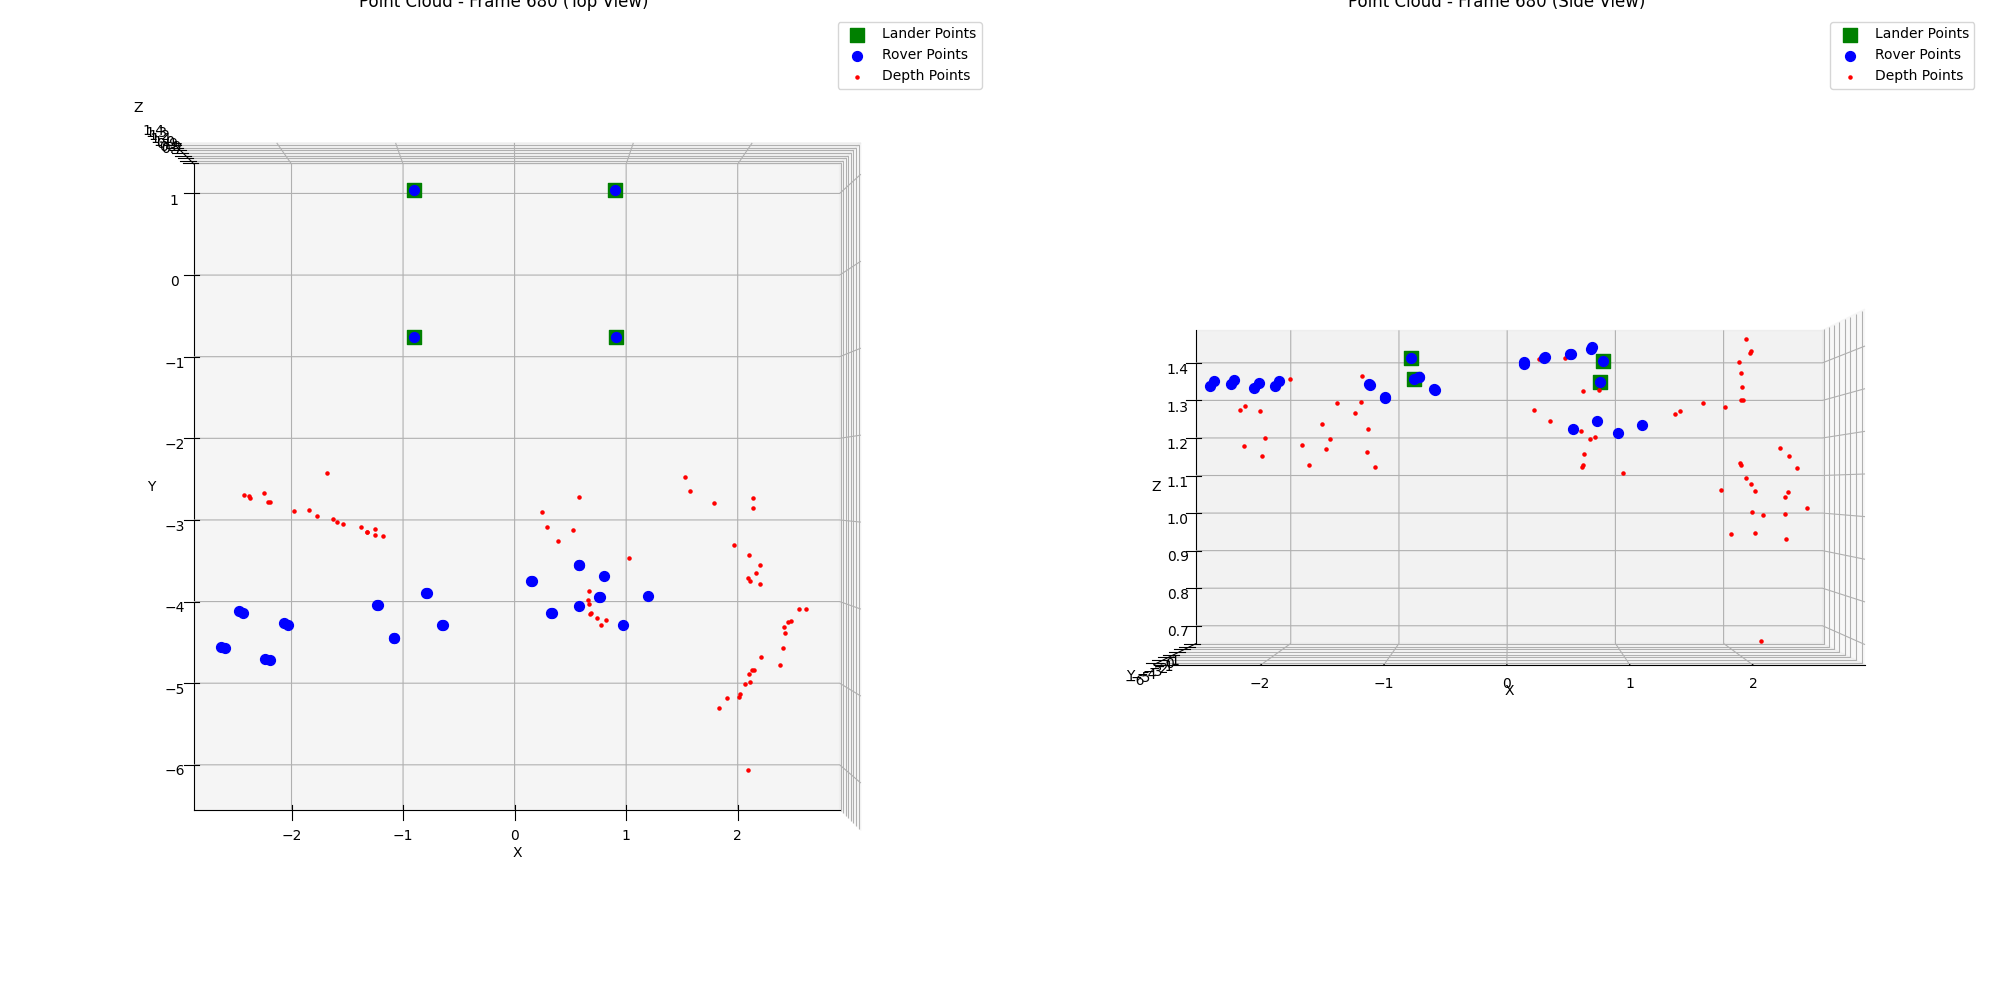 Point Cloud - Frame 680 (Top View)
Lander Points
Rover Points
Depth Points
Z
1
0
−1
−2
−3
−4
−5
−6
Y
−2
−1
0
1
2
X
Point Cloud - Frame 680 (Side View)
Lander Points
Rover Points
Depth Points
1.4
1.3
1.2
1.1
1.0
0.9
0.8
0.7
Z
Y
−2
−1
0
1
2
X